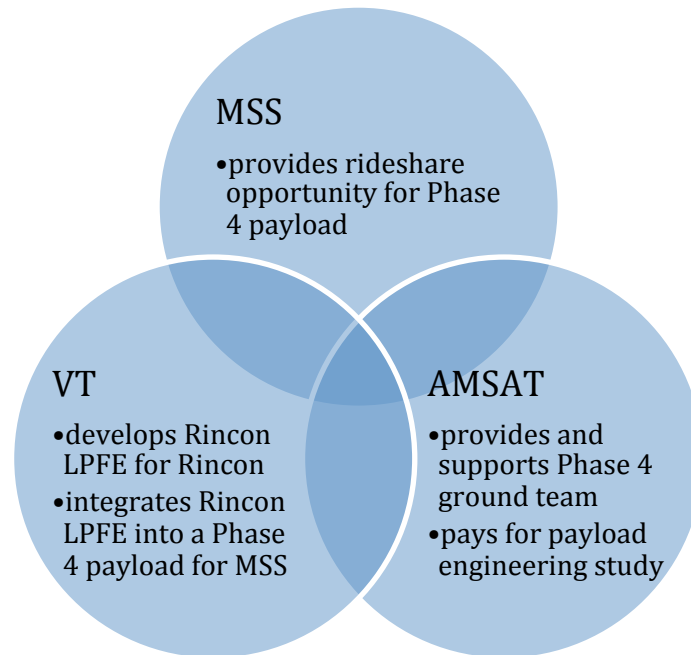 MSS
•provides rideshare
opportunity for Phase
4 payload
VT
•develops Rincon
LPFE for Rincon
•integrates Rincon
LPFE into a Phase
4 payload for MSS
AMSAT
•provides and
supports Phase 4
ground team
•pays for payload
engineering study